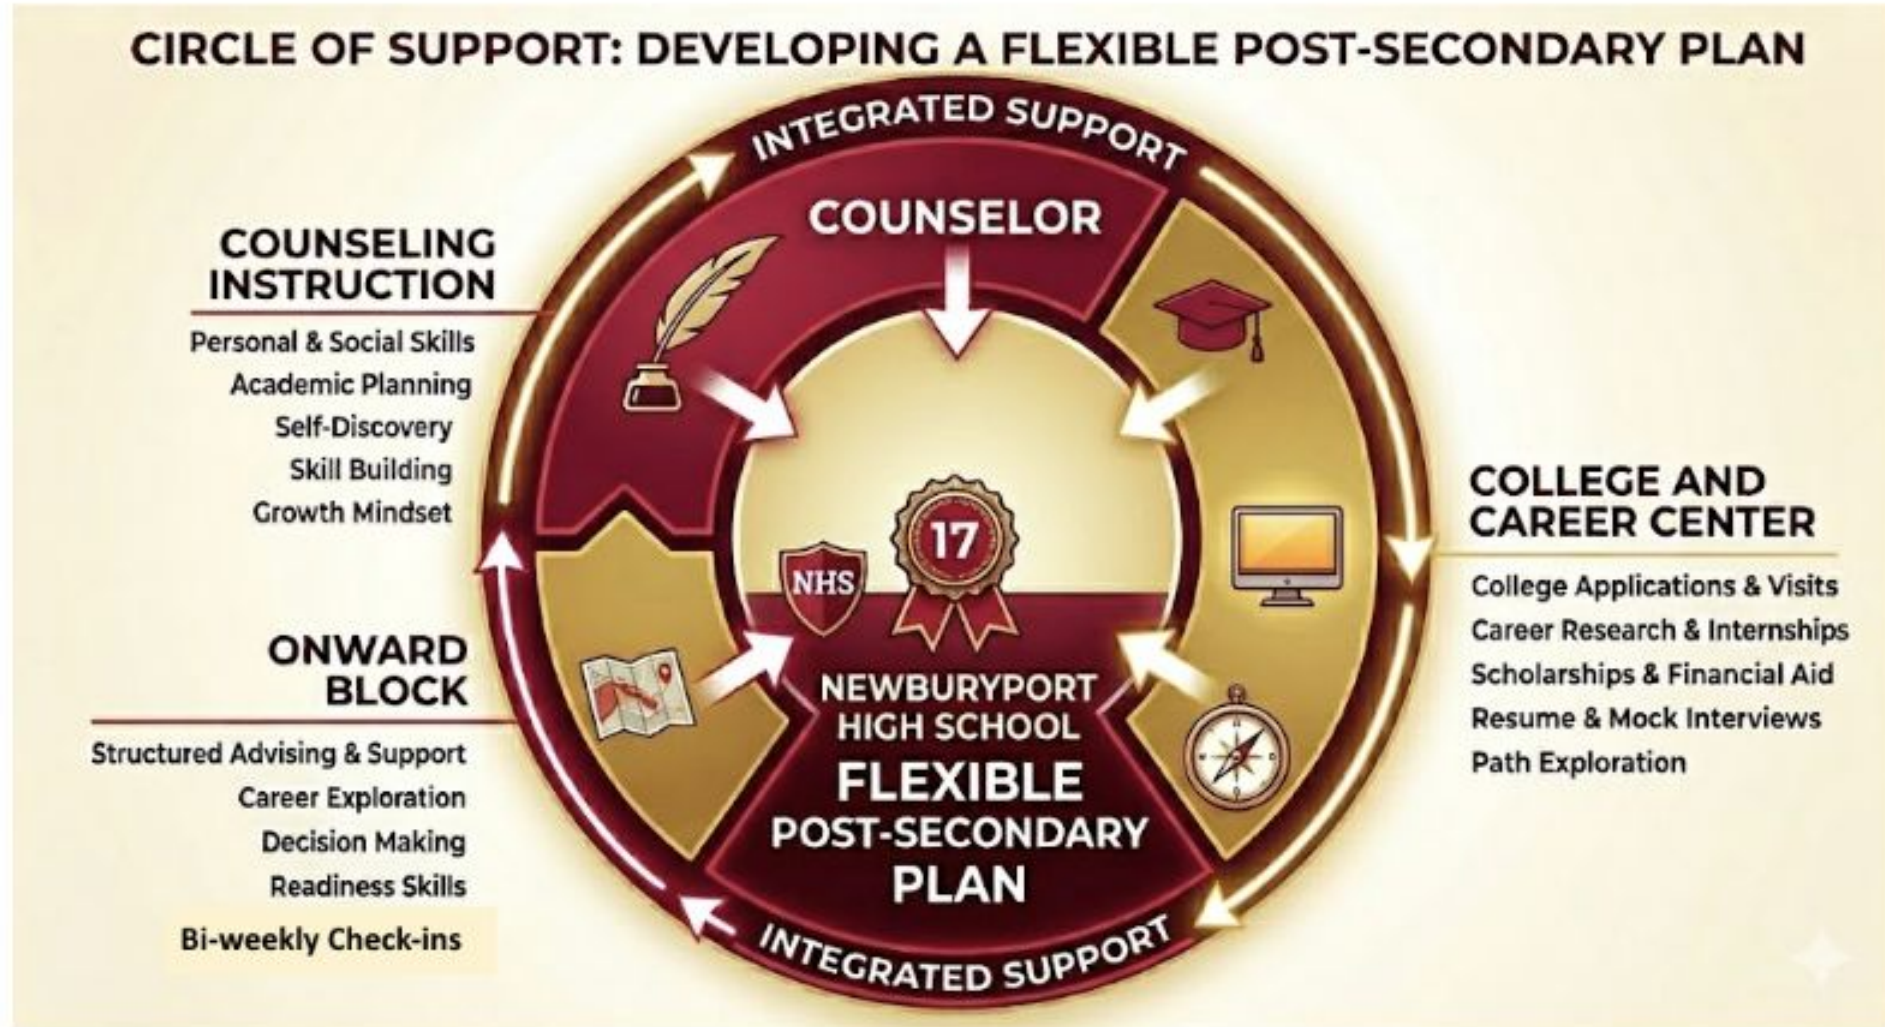 CIRCLE OF SUPPORT: DEVELOPING A FLEXIBLE POST-SECONDARY PLAN
INTEGRATED SUPPORT
COUNSELOR
COUNSELING
INSTRUCTION
Personal & Social Skills
Academic Planning
Self-Discovery
Skill Building
Growth Mindset
ONWARD
BLOCK
Structured Advising & Support
Career Exploration
Decision Making
Readiness Skills
Bi-weekly Check-ins
17
NHS
NEWBURYPORT
HIGH SCHOOL
FLEXIBLE
POST-SECONDARY
PLAN
INTEGRATED SUPPORT
COLLEGE AND
CAREER CENTER
College Applications & Visits
Career Research & Internships
Scholarships & Financial Aid
Resume & Mock Interviews
Path Exploration